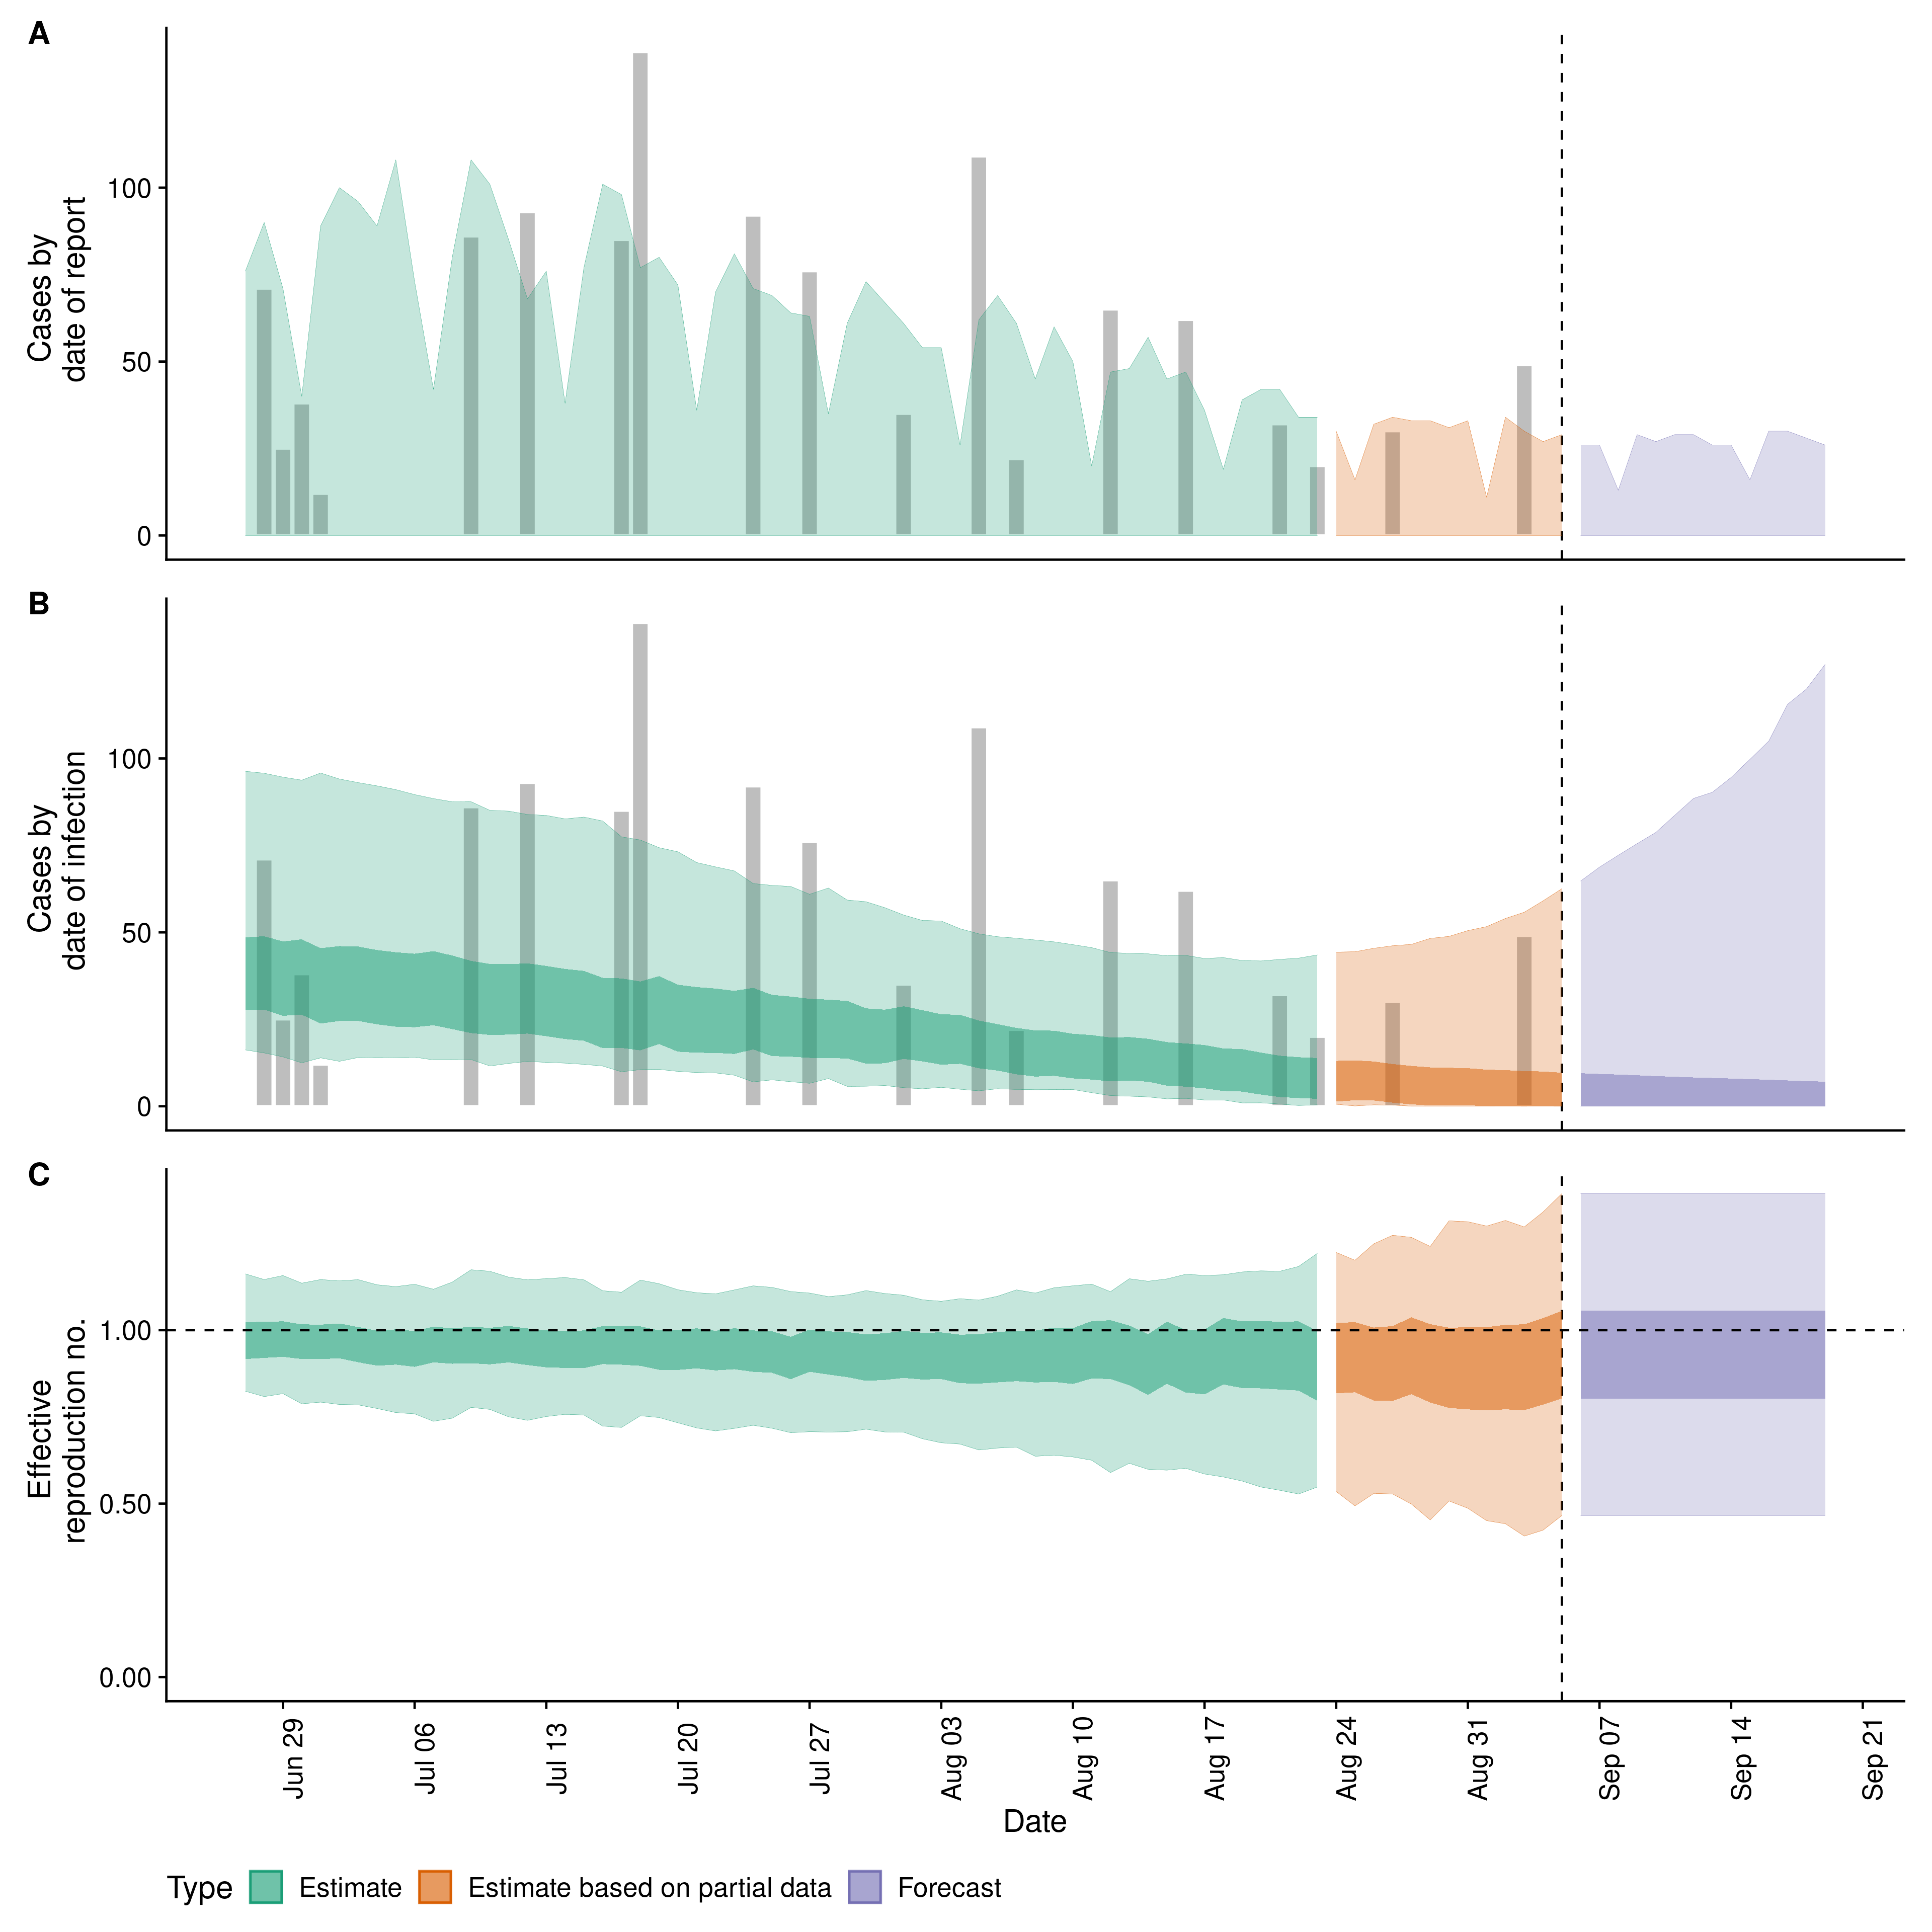 A
Cases by
date of report
100
50
0
B
Cases by
date of infection
100
50
0
C
Effective
reproduction no.
1.00
0.50
0.00
Jun 29
Jul 06
Jul 13
Jul 20
Jul 27
Aug 03
Aug 10
Aug 17
Aug 24
Aug 31
Sep 07
Sep 14
Sep 21
Date
Type Estimate Estimate based on partial data Forecast